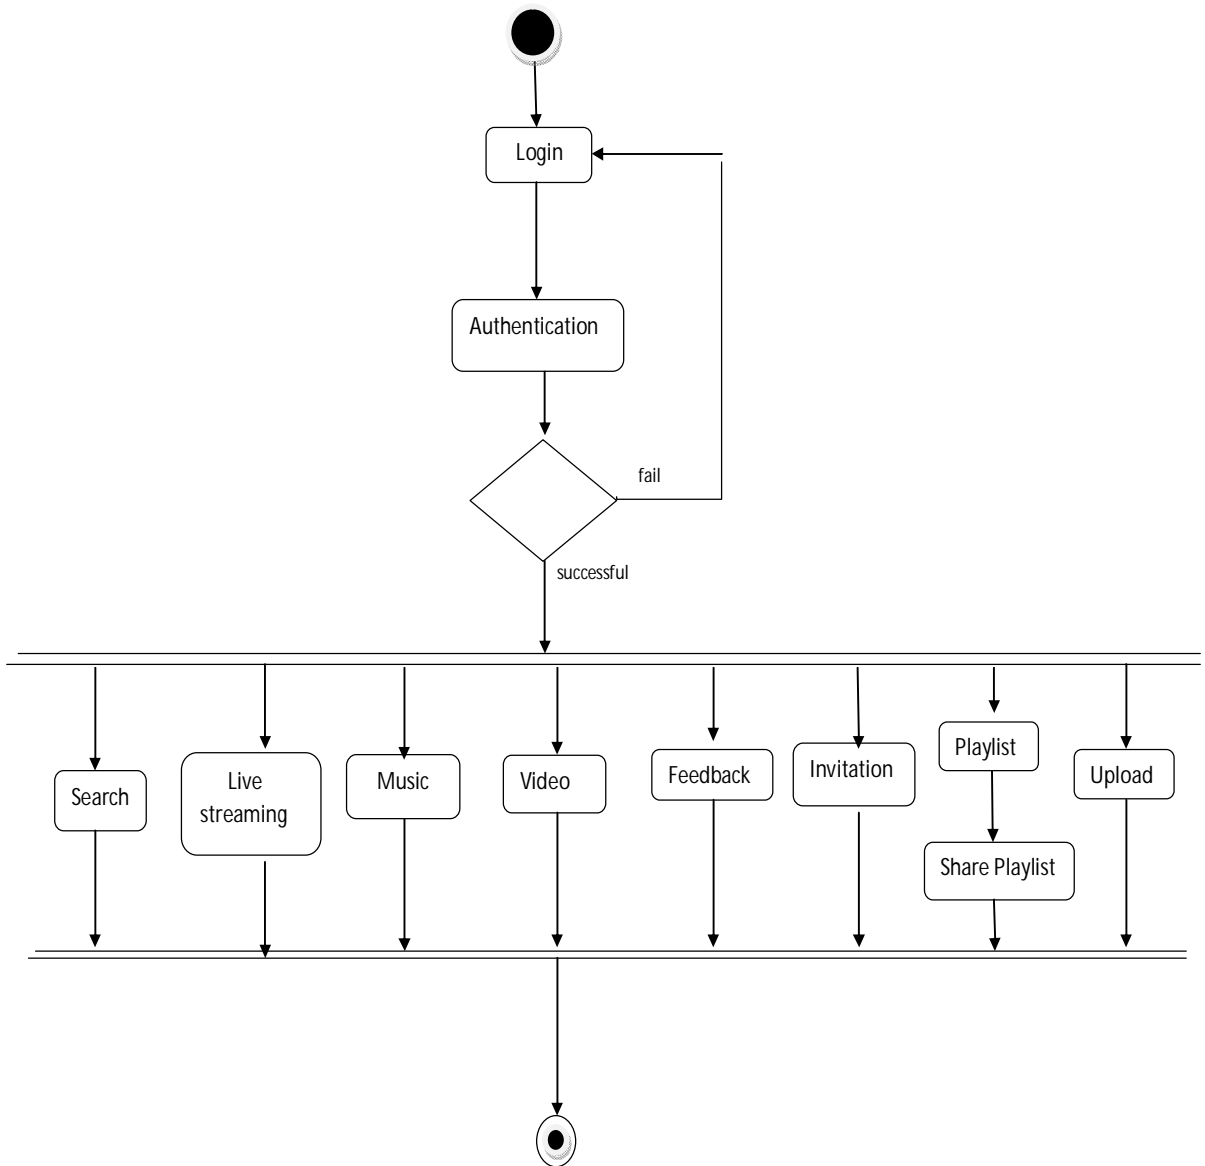 Login
Authentication
fail
successful
Search
Live
streaming
Music
Video
Feedback
Invitation
Playlist
Share Playlist
Upload